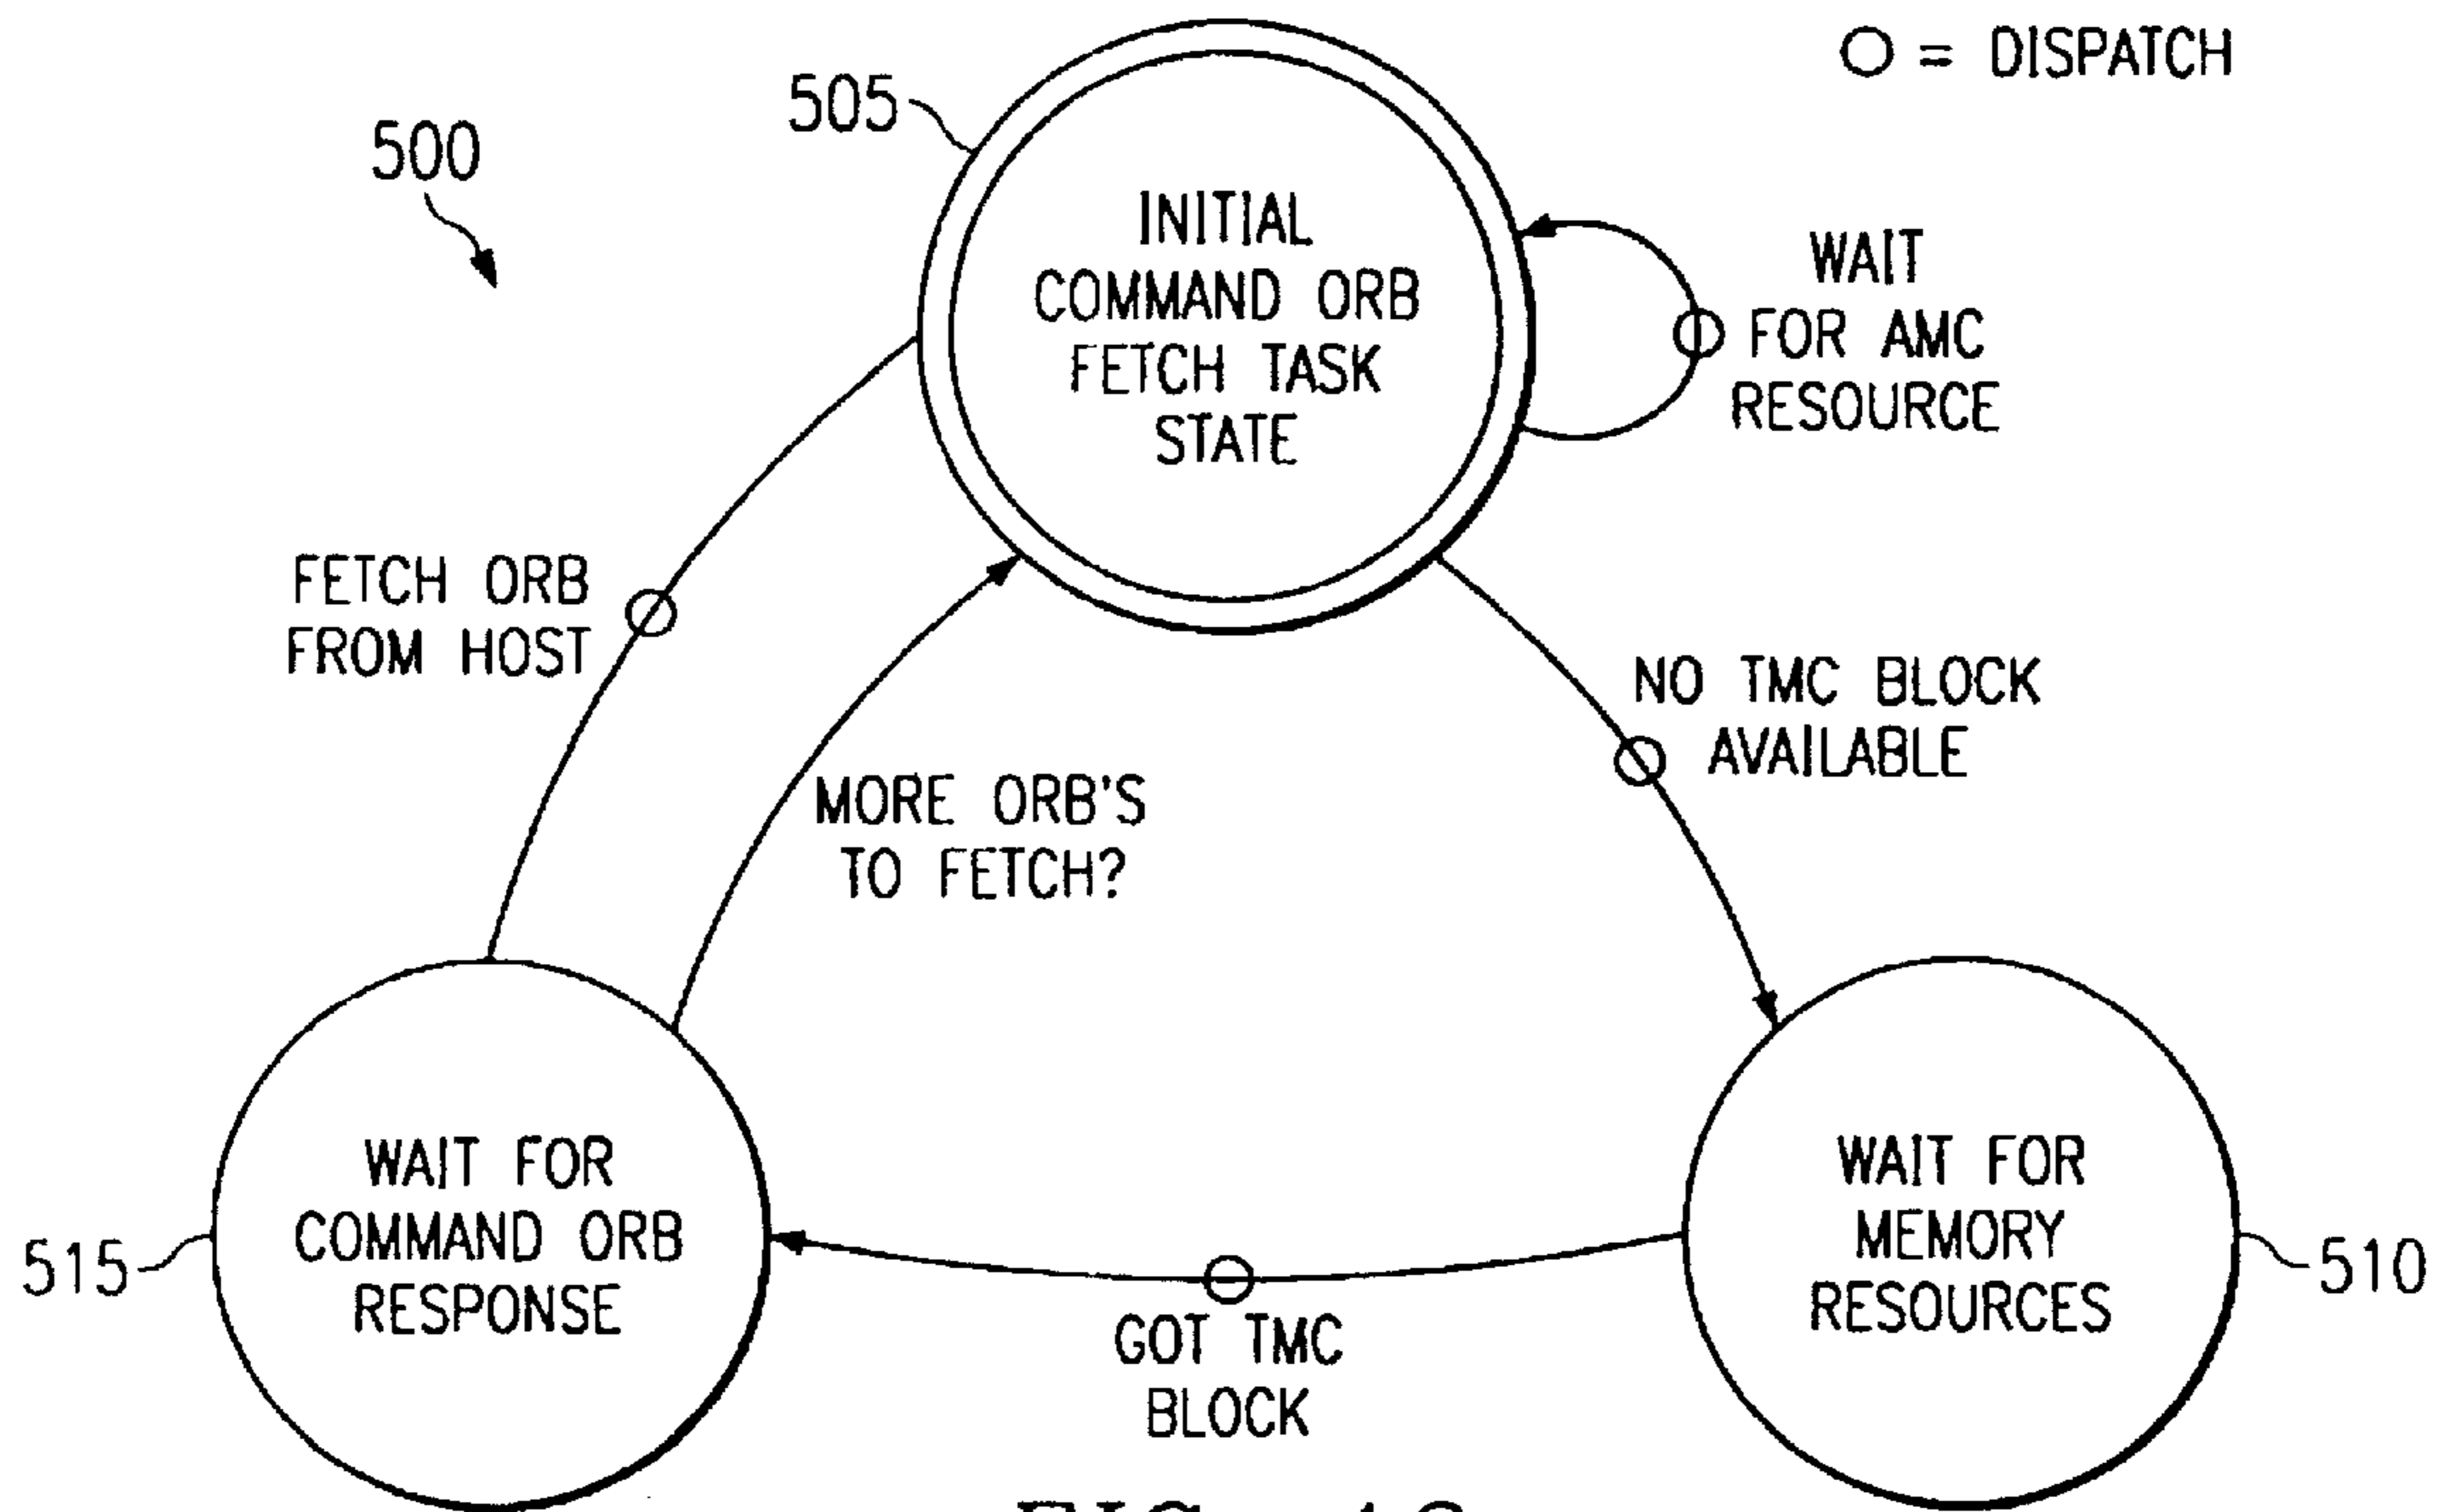 O = DISPATCH
505
500
INITIAL
COMMAND ORB
FETCH TASK
STATE
WAIT
FOR AMC
RESOURCE
FETCH ORB
FROM HOST
NO TMC BLOCK
AVAILABLE
MORE ORB'S
TO FETCH?
WAIT FOR
COMMAND ORB
RESPONSE
515
WAIT FOR
MEMORY
RESOURCES
510
GOT TMC
BLOCK